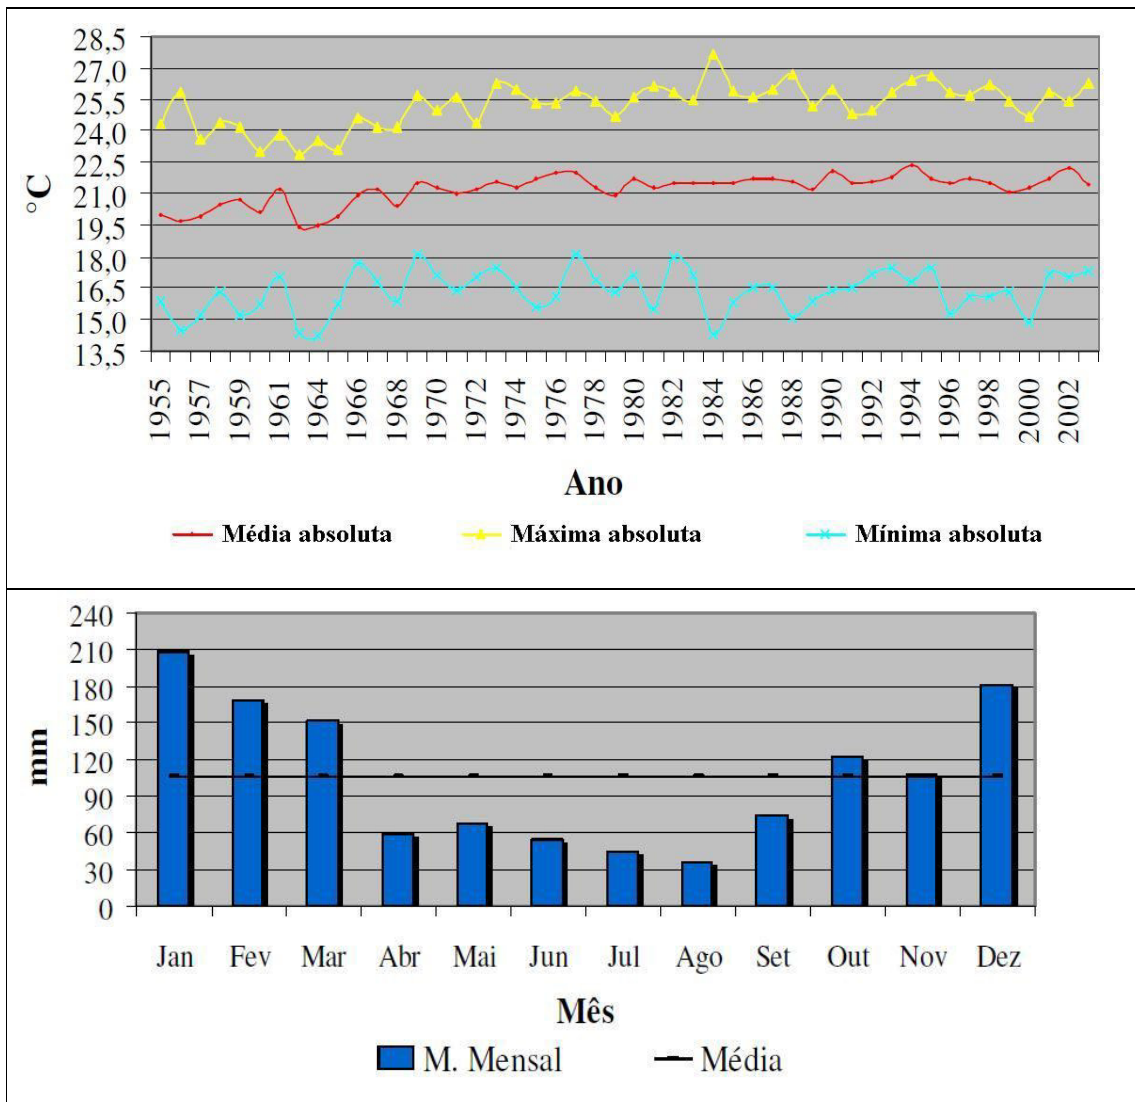 28,5
27,0
25,5
24,0
22,5
21,0
19,5
18,0
16,5
15,0
13,5
°C
1955 1957 1959 1961 1964 1966 1968 1970 1972 1974 1976 1978 1980 1982 1984 1986 1988 1990 1992 1994 1996 1998 2000 2002
Ano
Média absoluta Máxima absoluta Mínima absoluta
240
210
180
150
120
90
60
30
0
mm
Jan Fev Mar Abr Mai Jun Jul Ago Set Out Nov Dez
Mês
M. Mensal Média